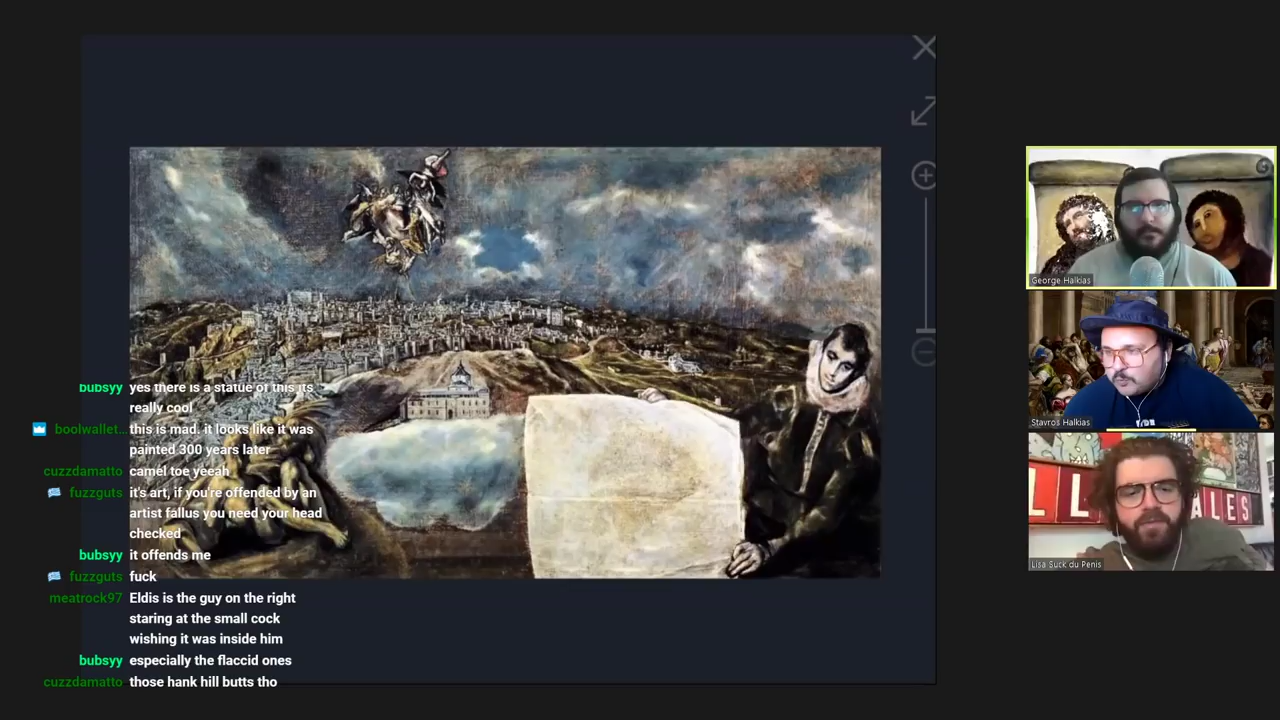 bubsyy yes there is a statue of this its
really cool
boolwallet... this is mad. it looks like it was
painted 300 years later
cuzzdamatto camel toe yeeah
fuzzguts it's art, if you're offended by an
artist fallus you need your head
checked
bubsyy it offends me
fuzzguts fuck
meatrock97 Eldis is the guy on the right
staring at the small cock
wishing it was inside him
bubsyy especially the flaccid ones
cuzzdamatto those hank hill butts tho
George Halkias
Stavros Halkias
LL ALES
Lisa Suck du Penis